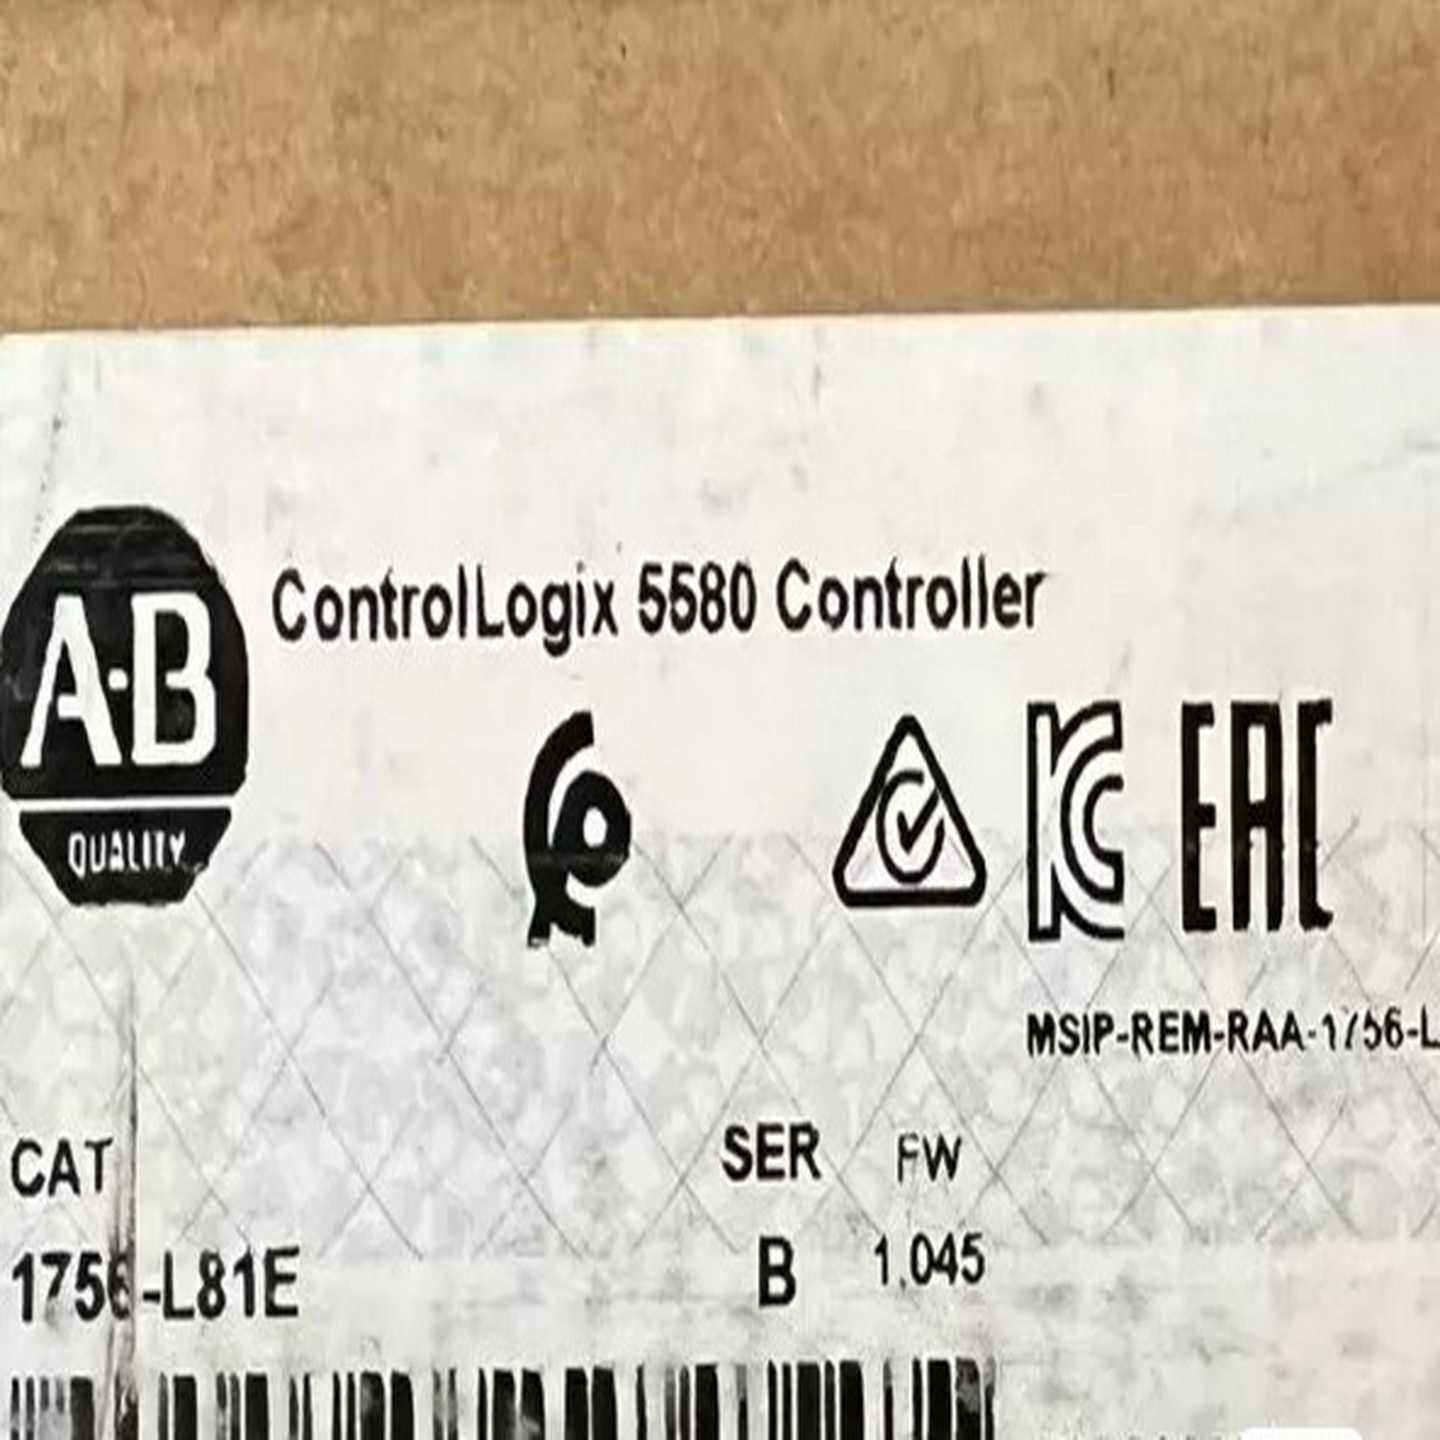 A-B
QUALITY
ControlLogix 5580 Controller
EAC
MSIP-REM-RAA-1756-L
CAT
SER
FW
1756-L81E
B
1.045